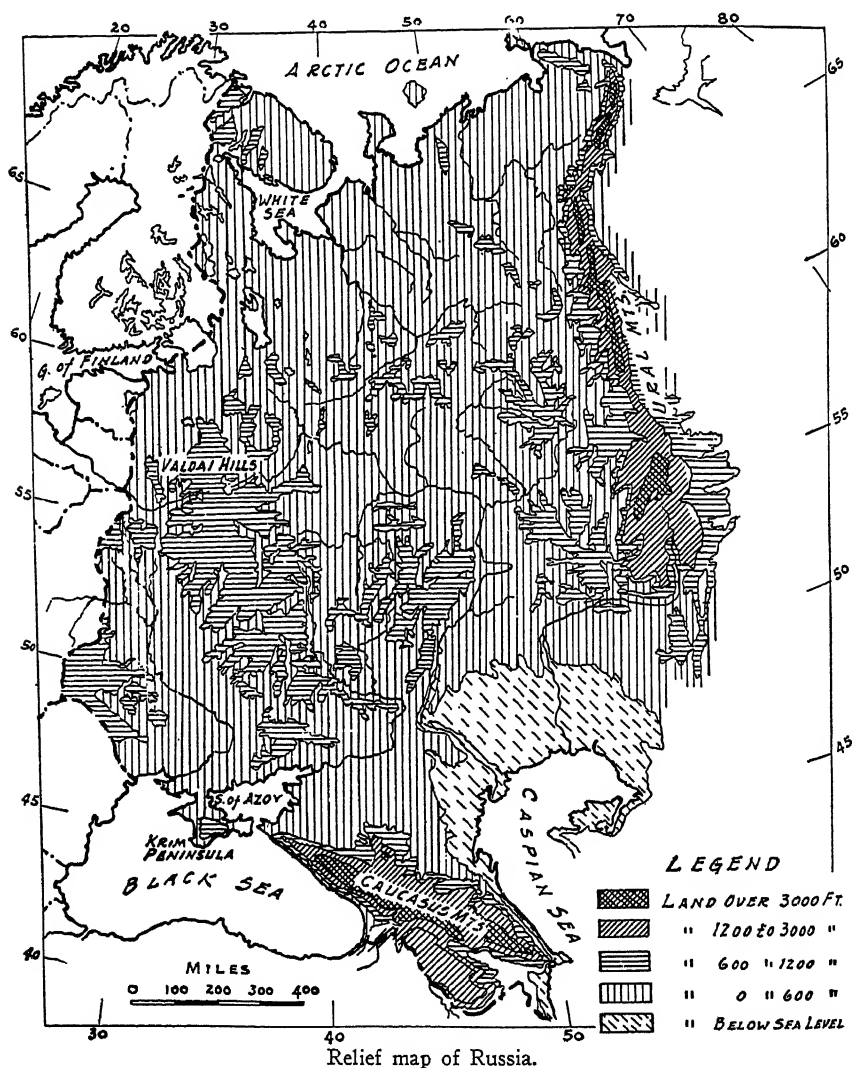 20 30 40 50 60 70 80
ARCTIC OCEAN
65
65
WHITE
SEA
60
60
URAL MTS.
G. OF FINLAND
55
VALDAI HILLS
55
50
50
45
S. OF AZOV
45
KRIM
PENINSULA
BLACK SEA
CASPIAN SEA
CAUCASUS MTS
40
MILES
0 100 200 300 400
LEGEND
LAND OVER 3000 FT.
" 1200 to 3000 "
" 600 " 1200 "
" 0 " 600 "
" BELOW SEA LEVEL
30 40 50
Relief map of Russia.